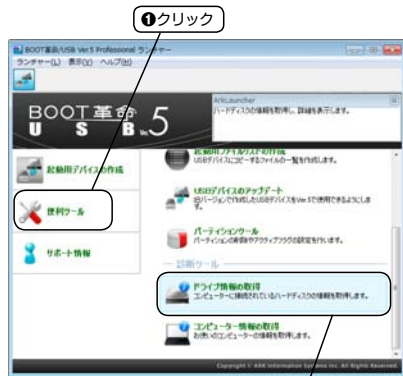 ❶クリック
BOOT革命/USB Ver.5 Professional ランチャー
ランチャー(L) 表示(V) ヘルプ(H)
BOOT革命
USB Ver.5
ArkLauncher
ハードディスクの情報を取得し、詳細を表示します。
起動用デバイスの作成
便利ツール
サポート情報
起動用ファイルリストの作成
USBデバイスにコピーするファイルの一覧を作成します。
USBデバイスのアップデート
旧バージョンで作成したUSBデバイスをVer.5で使用できるようにします。
パーティションツール
パーティションの削除やアクティブフラグの設定を行います。
診断ツール
ドライブ情報の取得
コンピューターに接続されているハードディスクの情報を取得します。
コンピューター情報の取得
お使いのコンピューターの情報を取得します。
Copyright © ARK Information Systems Inc. All Rights Reserved.